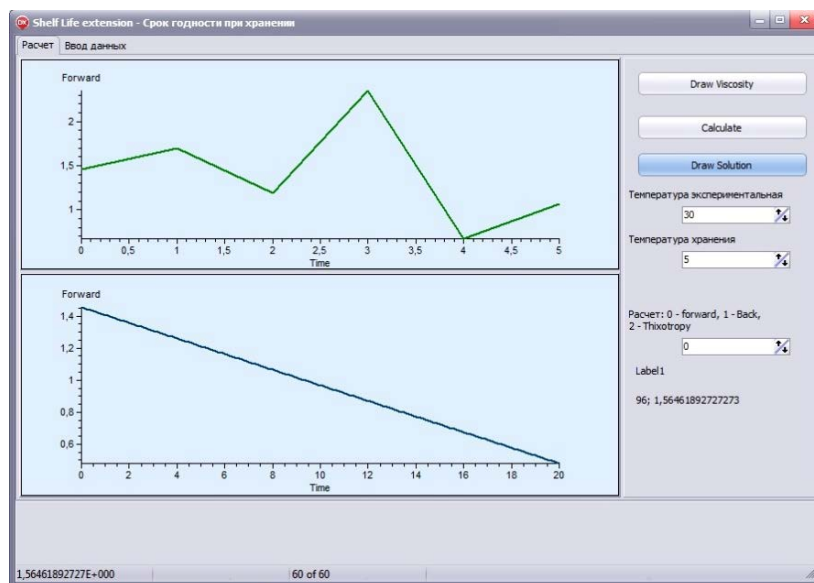 Shelf Life extension - Срок годности при хранении
Расчет Ввод данных
Forward
2
1,5
1
0 0,5 1 1,5 2 2,5 3 3,5 4 4,5 5
Time
Forward
1,4
1,2
1
0,8
0,6
0 2 4 6 8 10 12 14 16 18 20
Time
Draw Viscosity
Calculate
Draw Solution
Температура экспериментальная
30
Температура хранения
5
Расчет: 0 - forward, 1 - Back,
2 - Thixotropy
0
Label1
96; 1,56461892727273
1,56461892727E+000 60 of 60